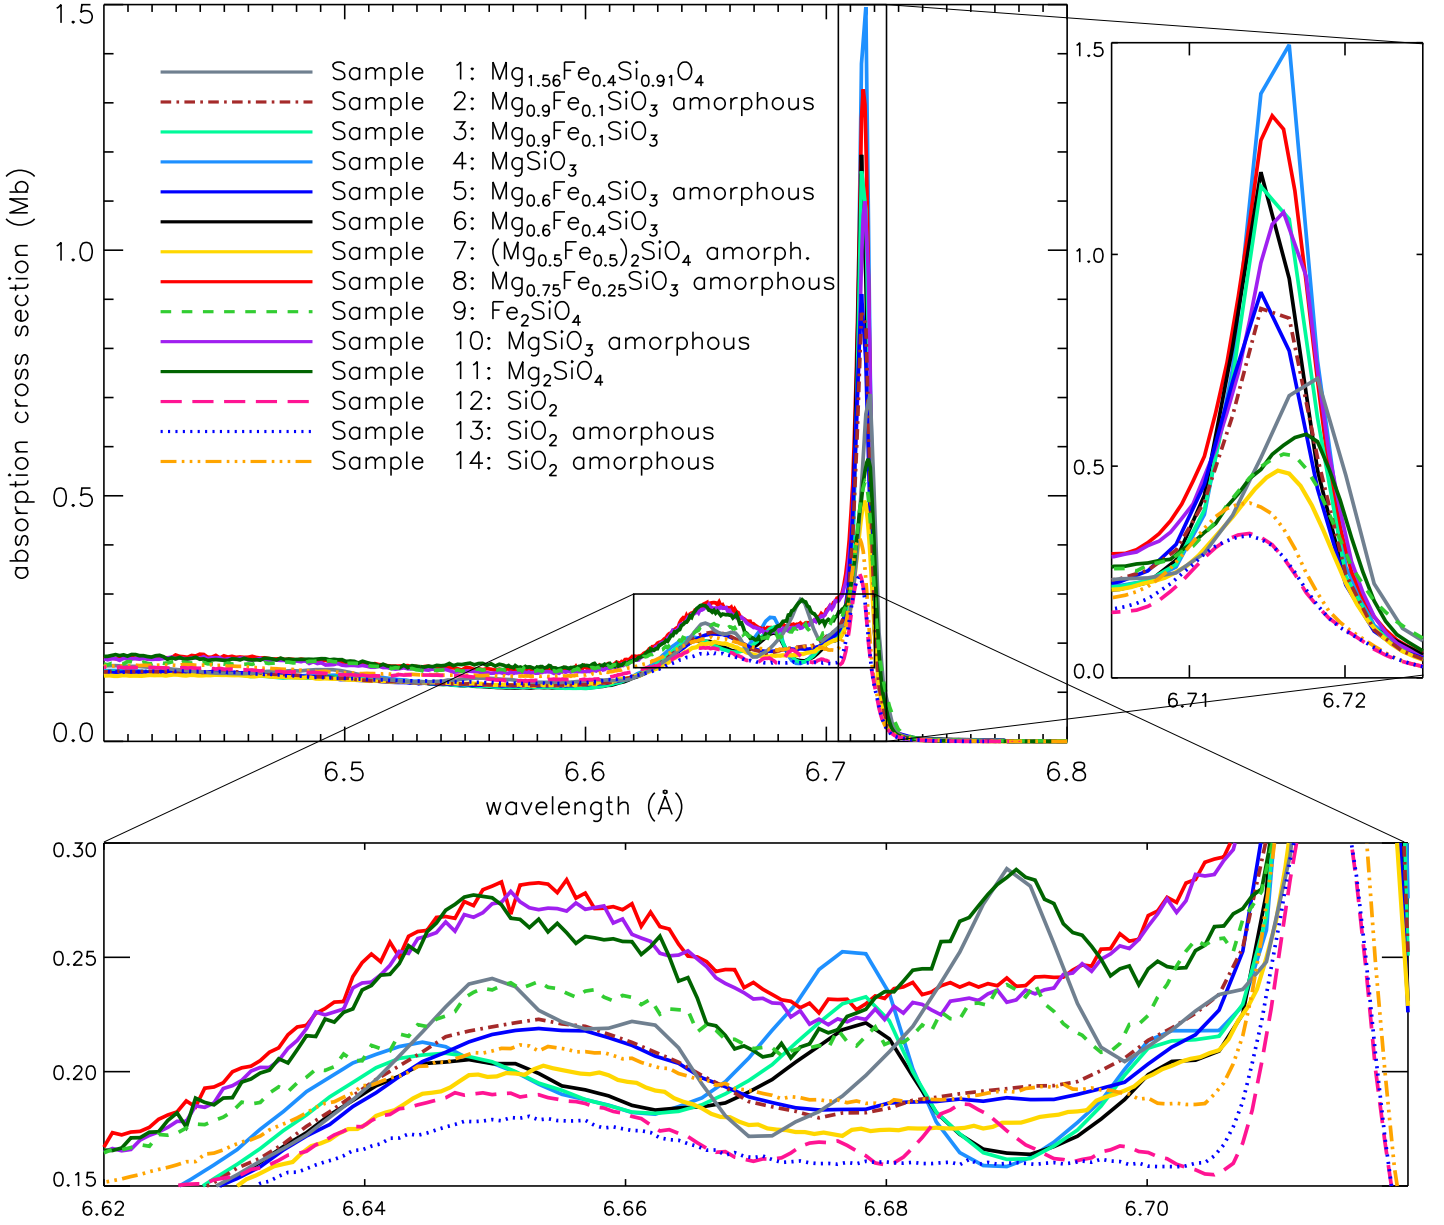 1.5
1.0
0.5
0.0
absorption cross section (Mb)
Sample 1: Mg1.56Fe0.4Si0.91O4
Sample 2: Mg0.9Fe0.1SiO3 amorphous
Sample 3: Mg0.9Fe0.1SiO3
Sample 4: MgSiO3
Sample 5: Mg0.6Fe0.4SiO3 amorphous
Sample 6: Mg0.6Fe0.4SiO3
Sample 7: (Mg0.5Fe0.5)2SiO4 amorph.
Sample 8: Mg0.75Fe0.25SiO3 amorphous
Sample 9: Fe2SiO4
Sample 10: MgSiO3 amorphous
Sample 11: Mg2SiO4
Sample 12: SiO2
Sample 13: SiO2 amorphous
Sample 14: SiO2 amorphous
6.5 6.6 6.7 6.8
wavelength (Å)
1.5
1.0
0.5
0.0
6.71 6.72
0.30
0.25
0.20
0.15
6.62 6.64 6.66 6.68 6.70